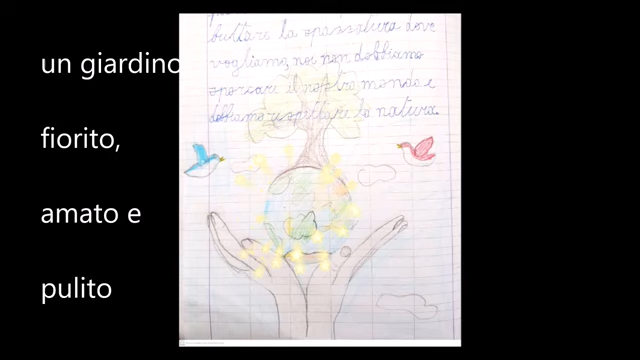 un giardino
fiorito,
amato e
pulito
buttare la spazzatura dove
vogliamo, noi non dobbiamo
sporcare il nostro mondo e
dobbiamo rispettare la natura.